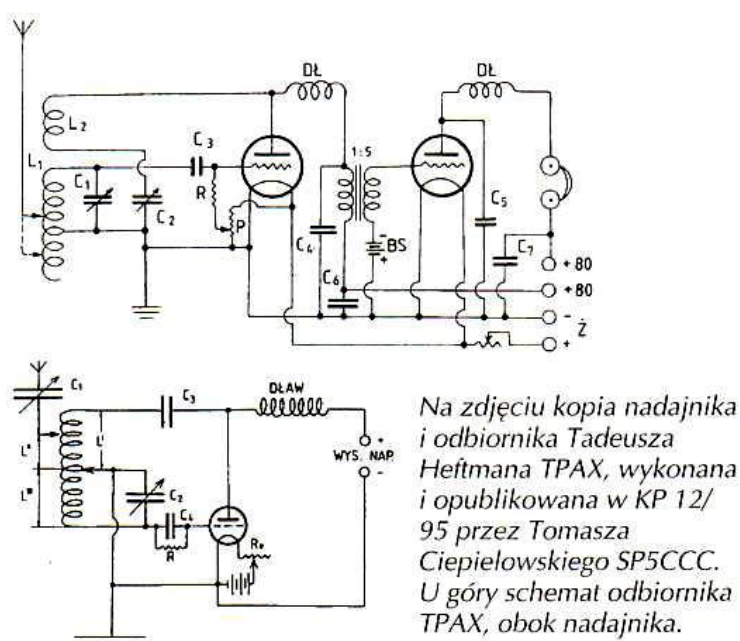 DŁ
DŁ
L2
L1
C1
C2
C3
R
P
1:5
C4
BS
C5
C6
C7
+80
+80
-
Ż
+
C1
C3
DŁAW
L'
L"
C2
R
WYS. NAP.
+
-
Na zdjęciu kopia nadajnika
i odbiornika Tadeusza
Heftmana TPAX, wykonana
i opublikowana w KP 12/
95 przez Tomasza
Ciepielowskiego SP5CCC.
U góry schemat odbiornika
TPAX, obok nadajnika.